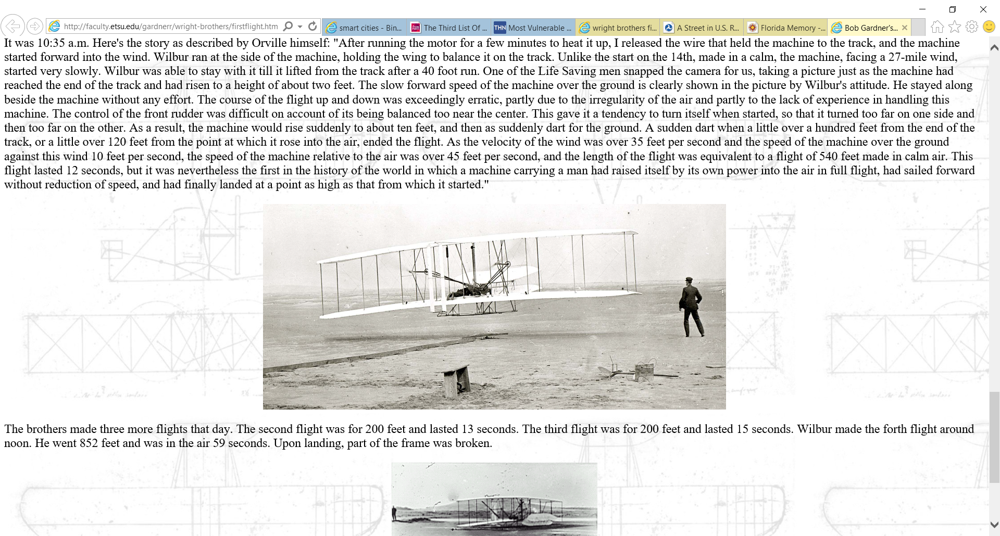 http://faculty.etsu.edu/gardnerr/wright-brothers/firstflight.htm
smart cities - Bin...
The Third List Of ...
THN Most Vulnerable ...
wright brothers fi...
A Street in U.S. R...
Florida Memory -...
Bob Gardner's...
It was 10:35 a.m. Here's the story as described by Orville himself: "After running the motor for a few minutes to heat it up, I released the wire that held the machine to the track, and the machine
started forward into the wind. Wilbur ran at the side of the machine, holding the wing to balance it on the track. Unlike the start on the 14th, made in a calm, the machine, facing a 27-mile wind,
started very slowly. Wilbur was able to stay with it till it lifted from the track after a 40 foot run. One of the Life Saving men snapped the camera for us, taking a picture just as the machine had
reached the end of the track and had risen to a height of about two feet. The slow forward speed of the machine over the ground is clearly shown in the picture by Wilbur's attitude. He stayed along
beside the machine without any effort. The course of the flight up and down was exceedingly erratic, partly due to the irregularity of the air and partly to the lack of experience in handling this
machine. The control of the front rudder was difficult on account of its being balanced too near the center. This gave it a tendency to turn itself when started, so that it turned too far on one side and
then too far on the other. As a result, the machine would rise suddenly to about ten feet, and then as suddenly dart for the ground. A sudden dart when a little over a hundred feet from the end of the
track, or a little over 120 feet from the point at which it rose into the air, ended the flight. As the velocity of the wind was over 35 feet per second and the speed of the machine over the ground
against this wind 10 feet per second, the speed of the machine relative to the air was over 45 feet per second, and the length of the flight was equivalent to a flight of 540 feet made in calm air. This
flight lasted 12 seconds, but it was nevertheless the first in the history of the world in which a machine carrying a man had raised itself by its own power into the air in full flight, had sailed forward
without reduction of speed, and had finally landed at a point as high as that from which it started."
The brothers made three more flights that day. The second flight was for 200 feet and lasted 13 seconds. The third flight was for 200 feet and lasted 15 seconds. Wilbur made the forth flight around
noon. He went 852 feet and was in the air 59 seconds. Upon landing, part of the frame was broken.